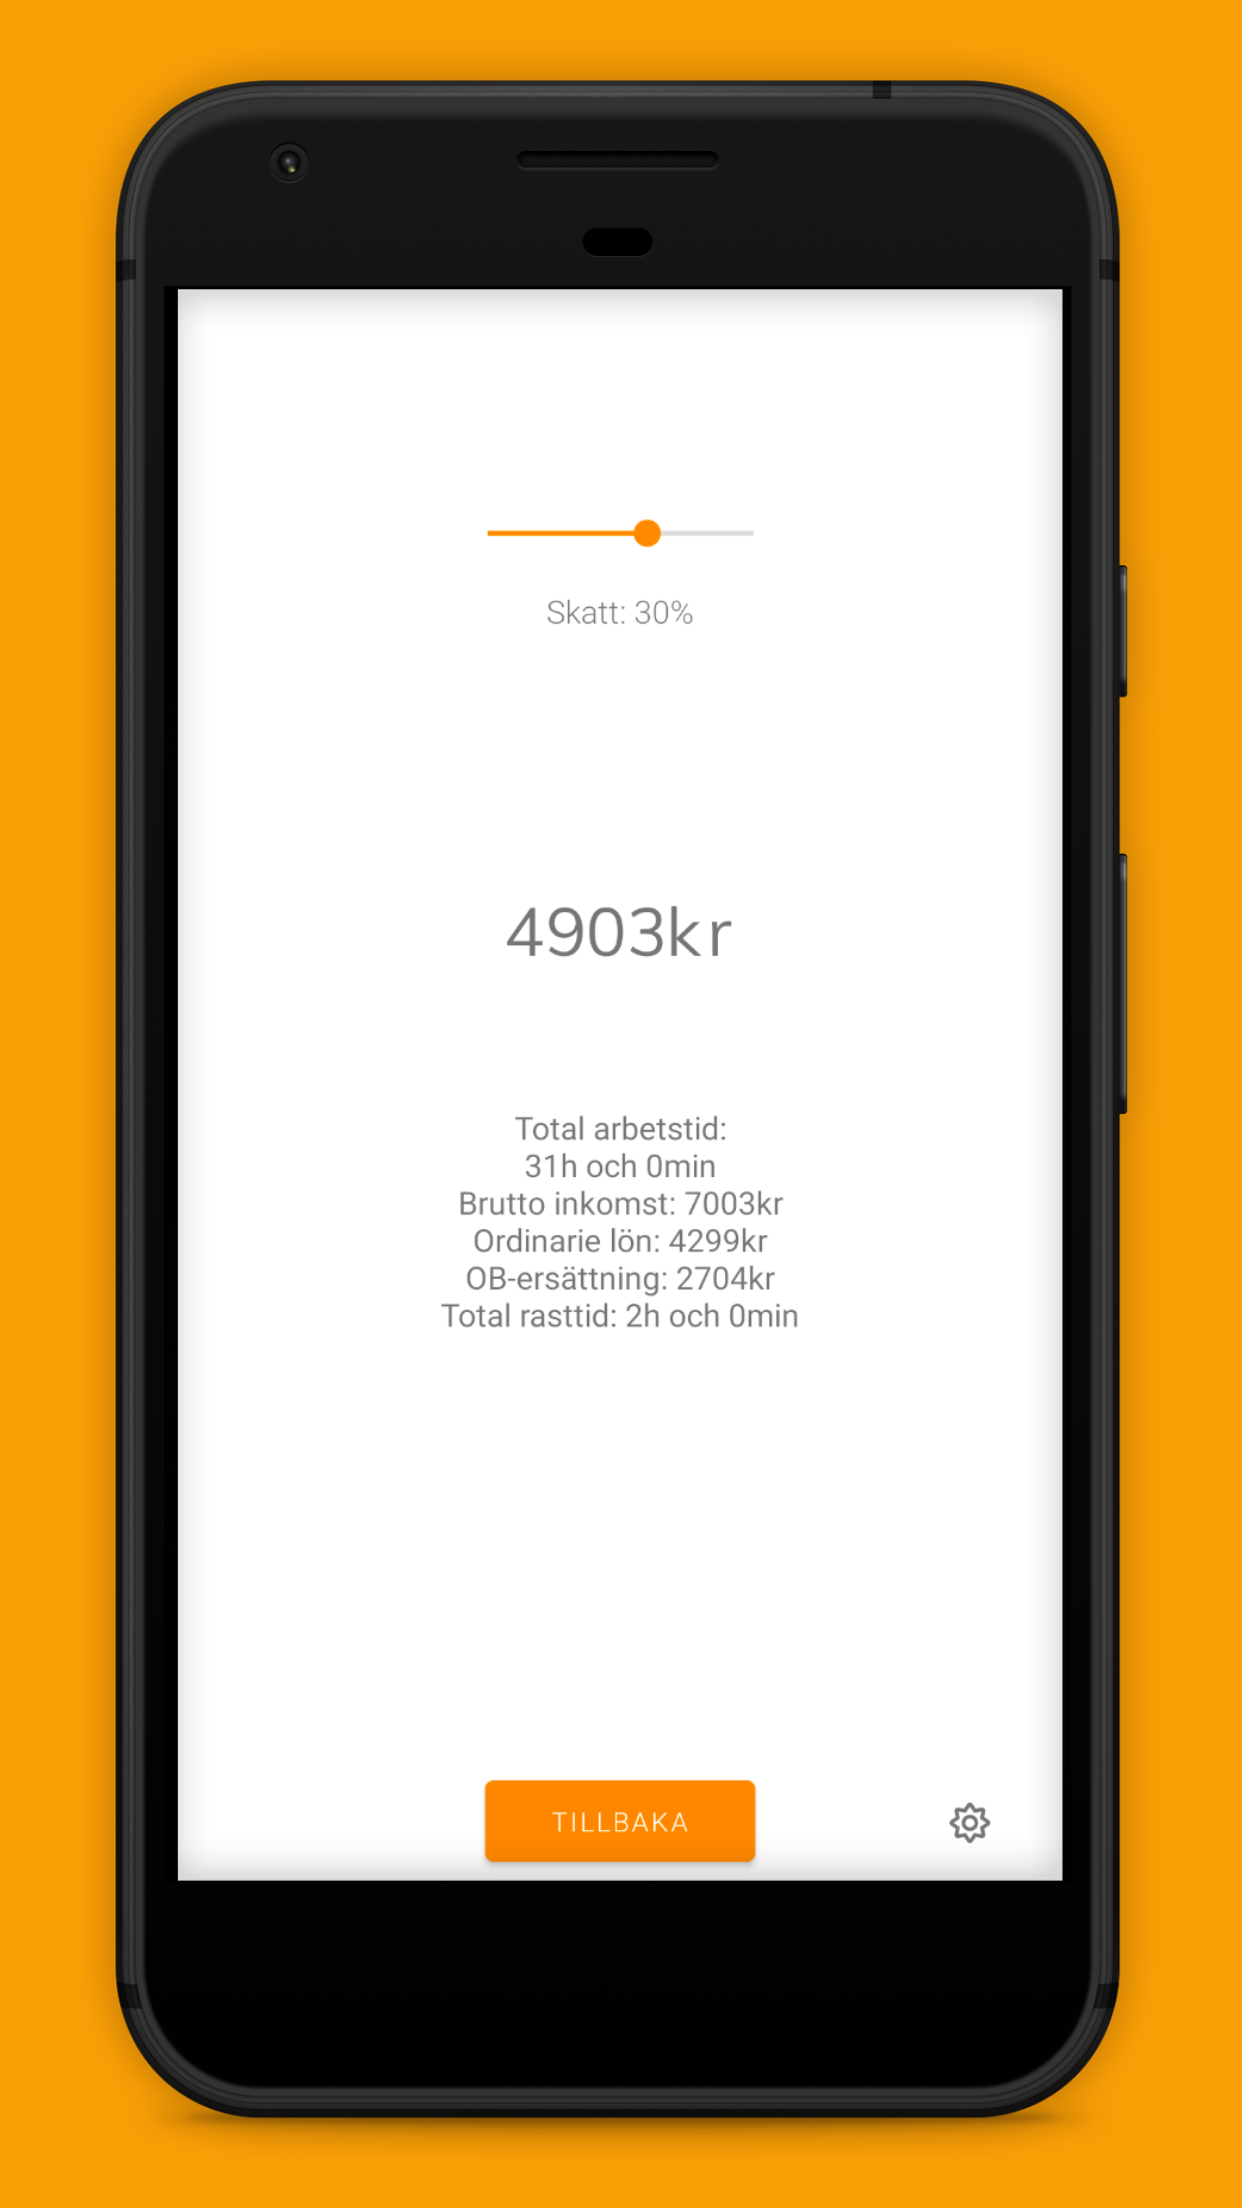 Skatt: 30%
4903kr
Total arbetstid:
31h och 0min
Brutto inkomst: 7003kr
Ordinarie lön: 4299kr
OB-ersättning: 2704kr
Total rasttid: 2h och 0min
TILLBAKA